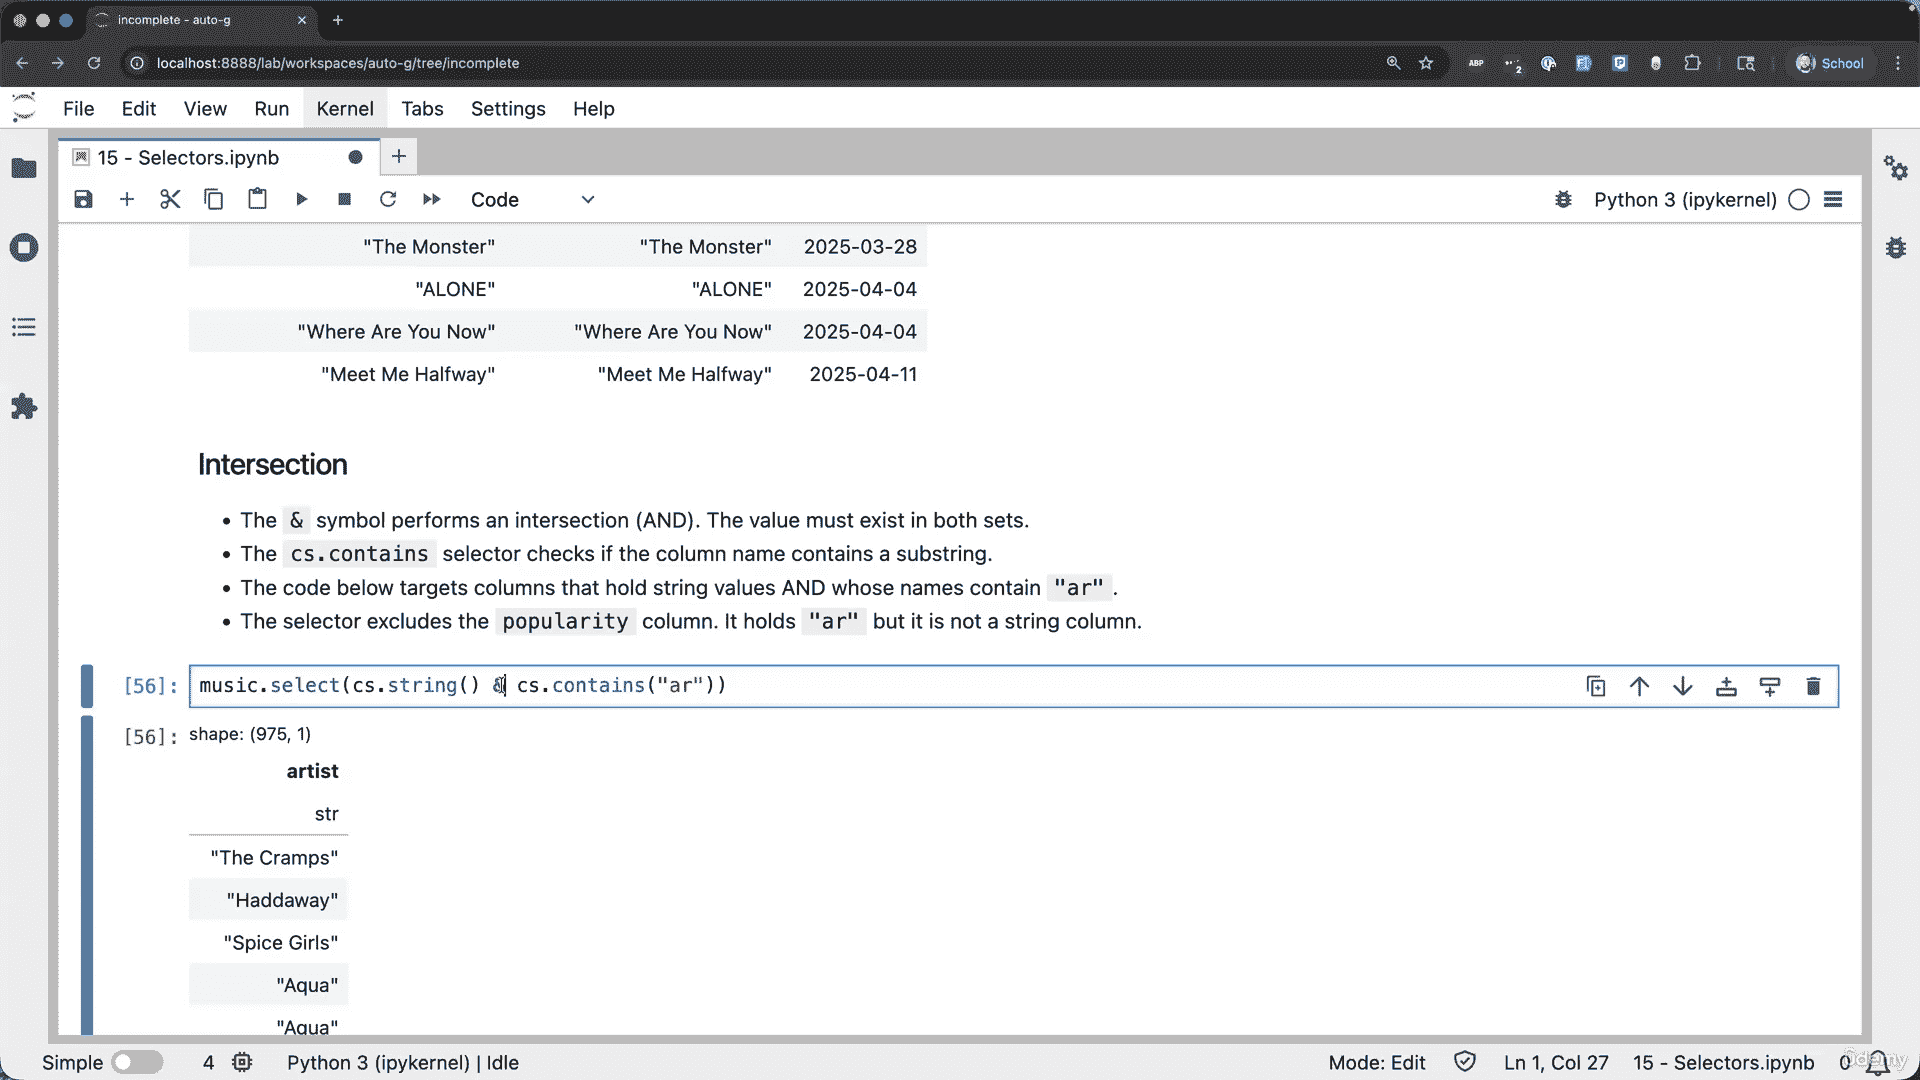 incomplete - auto-g
localhost:8888/lab/workspaces/auto-g/tree/incomplete
ABP
2
School
File Edit View Run Kernel Tabs Settings Help
15 - Selectors.ipynb
Code
Python 3 (ipykernel)
"The Monster" "The Monster" 2025-03-28
"ALONE" "ALONE" 2025-04-04
"Where Are You Now" "Where Are You Now" 2025-04-04
"Meet Me Halfway" "Meet Me Halfway" 2025-04-11
Intersection
• The & symbol performs an intersection (AND). The value must exist in both sets.
• The cs.contains selector checks if the column name contains a substring.
• The code below targets columns that hold string values AND whose names contain "ar".
• The selector excludes the popularity column. It holds "ar" but it is not a string column.
[56]: music.select(cs.string() & cs.contains("ar"))
[56]: shape: (975, 1)
artist
str
"The Cramps"
"Haddaway"
"Spice Girls"
"Aqua"
"Aqua"
Simple 4 Python 3 (ipykernel) | Idle Mode: Edit Ln 1, Col 27 15 - Selectors.ipynb 0
udemy